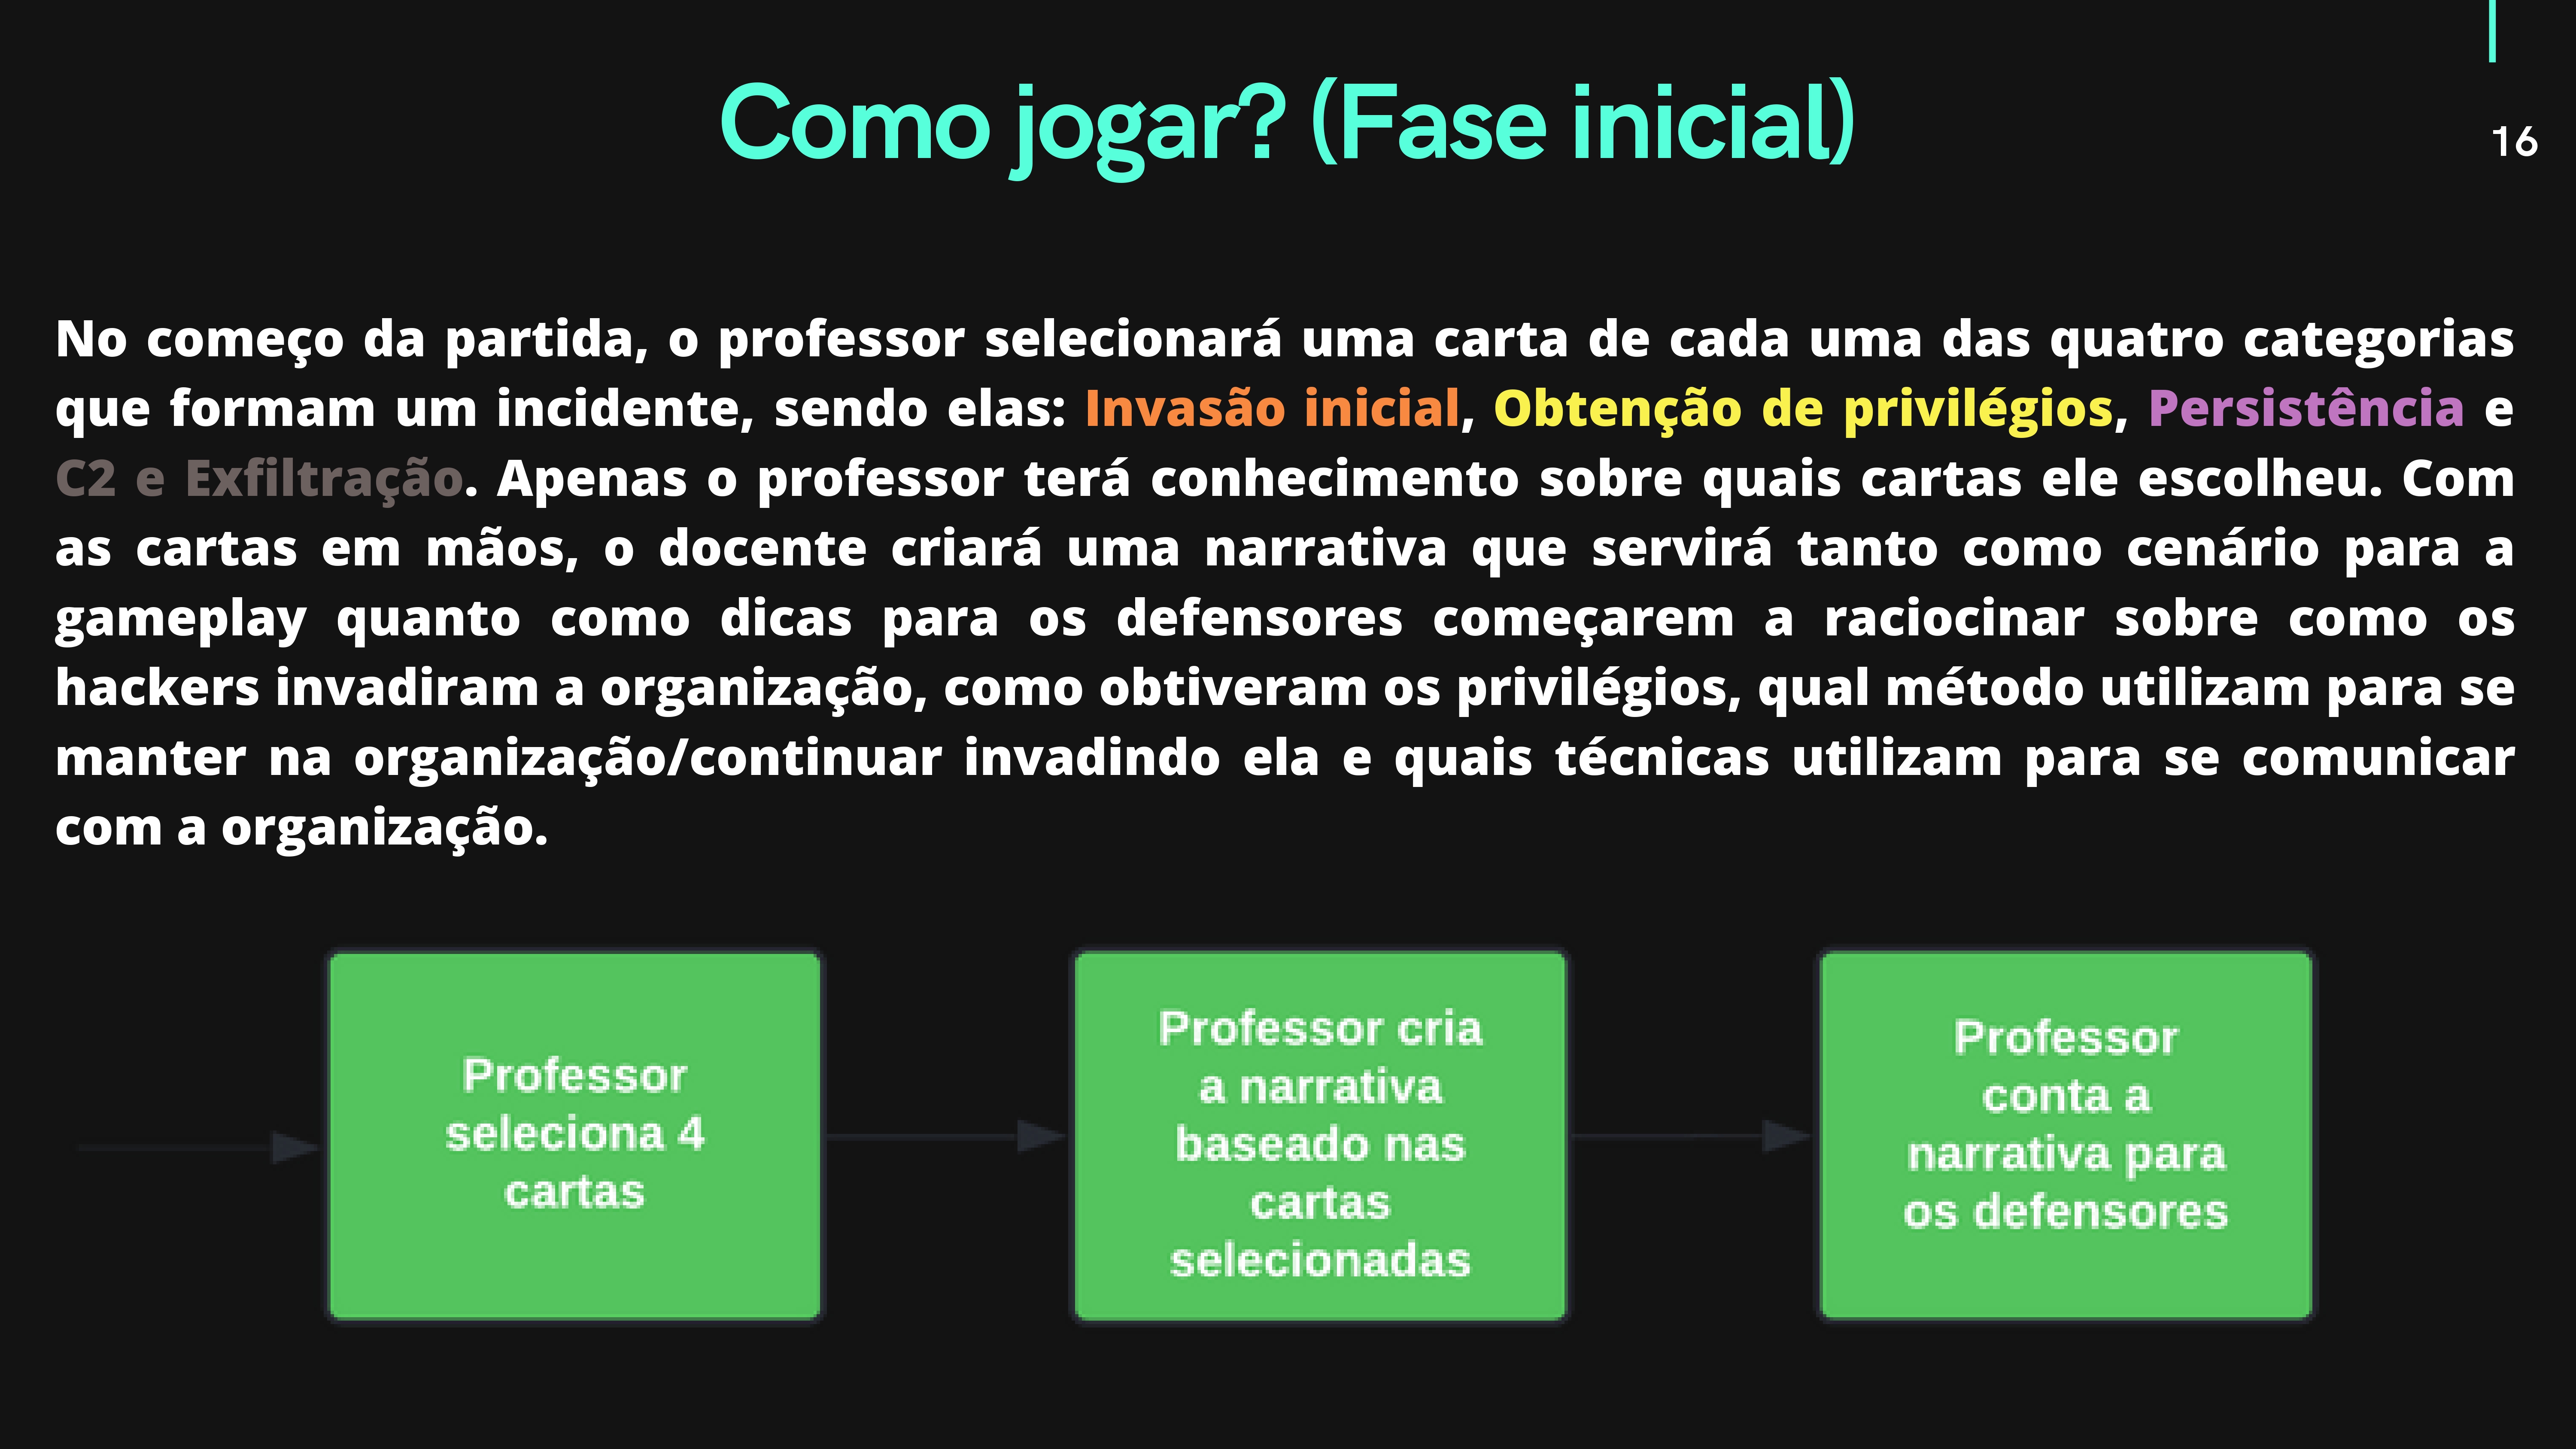 Como jogar? (Fase inicial)
16
No começo da partida, o professor selecionará uma carta de cada uma das quatro categorias
que formam um incidente, sendo elas: Invasão inicial, Obtenção de privilégios, Persistência e
C2 e Exfiltração. Apenas o professor terá conhecimento sobre quais cartas ele escolheu. Com
as cartas em mãos, o docente criará uma narrativa que servirá tanto como cenário para a
gameplay quanto como dicas para os defensores começarem a raciocinar sobre como os
hackers invadiram a organização, como obtiveram os privilégios, qual método utilizam para se
manter na organização/continuar invadindo ela e quais técnicas utilizam para se comunicar
com a organização.
Professor
seleciona 4
cartas
Professor cria
a narrativa
baseado nas
cartas
selecionadas
Professor
conta a
narrativa para
os defensores